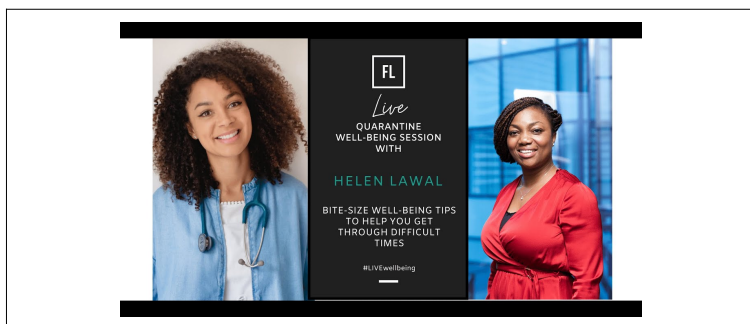 FL
Live
QUARANTINE
WELL-BEING SESSION
WITH
HELEN LAWAL
BITE-SIZE WELL-BEING TIPS
TO HELP YOU GET
THROUGH DIFFICULT
TIMES
#LIVEwellbeing